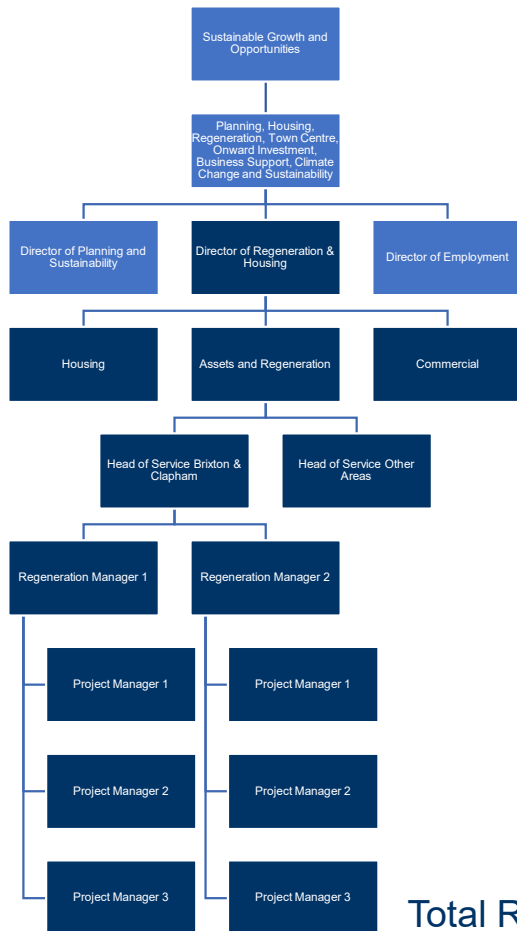 Sustainable Growth and
Opportunities
Planning, Housing,
Regeneration, Town Centre,
Onward Investment,
Business Support, Climate
Change and Sustainability
Director of Planning and
Sustainability
Director of Regeneration &
Housing
Director of Employment
Housing
Assets and Regeneration
Commercial
Head of Service Brixton &
Clapham
Head of Service Other
Areas
Regeneration Manager 1
Regeneration Manager 2
Project Manager 1
Project Manager 1
Project Manager 2
Project Manager 2
Project Manager 3
Project Manager 3
Total R